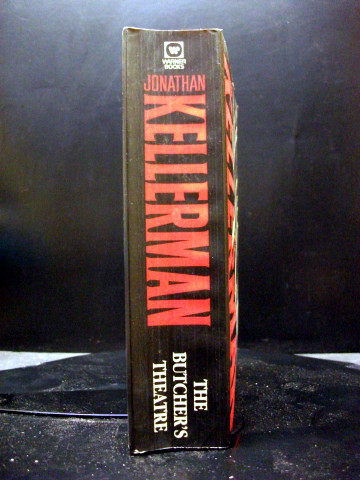 WARNER
BOOKS
JONATHAN
KELLERMAN
THE
BUTCHER'S
THEATRE